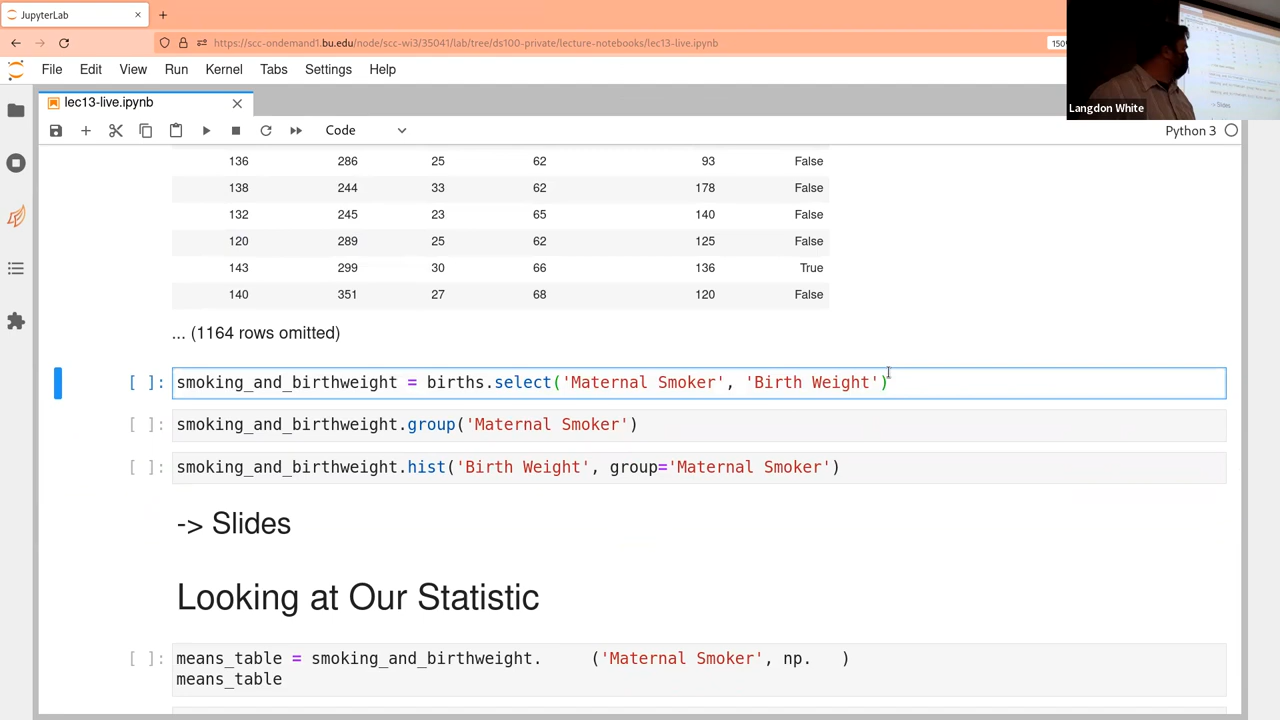 JupyterLab
https://scc-ondemand1.bu.edu/node/scc-wi3/35041/lab/tree/ds100-private/lecture-notebooks/lec13-live.ipynb
150%
Langdon White
File Edit View Run Kernel Tabs Settings Help
lec13-live.ipynb
Code
Python 3
136 286 25 62 93 False
138 244 33 62 178 False
132 245 23 65 140 False
120 289 25 62 125 False
143 299 30 66 136 True
140 351 27 68 120 False
... (1164 rows omitted)
[ ]: smoking_and_birthweight = births.select('Maternal Smoker', 'Birth Weight')
[ ]: smoking_and_birthweight.group('Maternal Smoker')
[ ]: smoking_and_birthweight.hist('Birth Weight', group='Maternal Smoker')
-> Slides
Looking at Our Statistic
[ ]: means_table = smoking_and_birthweight. ('Maternal Smoker', np. )
means_table